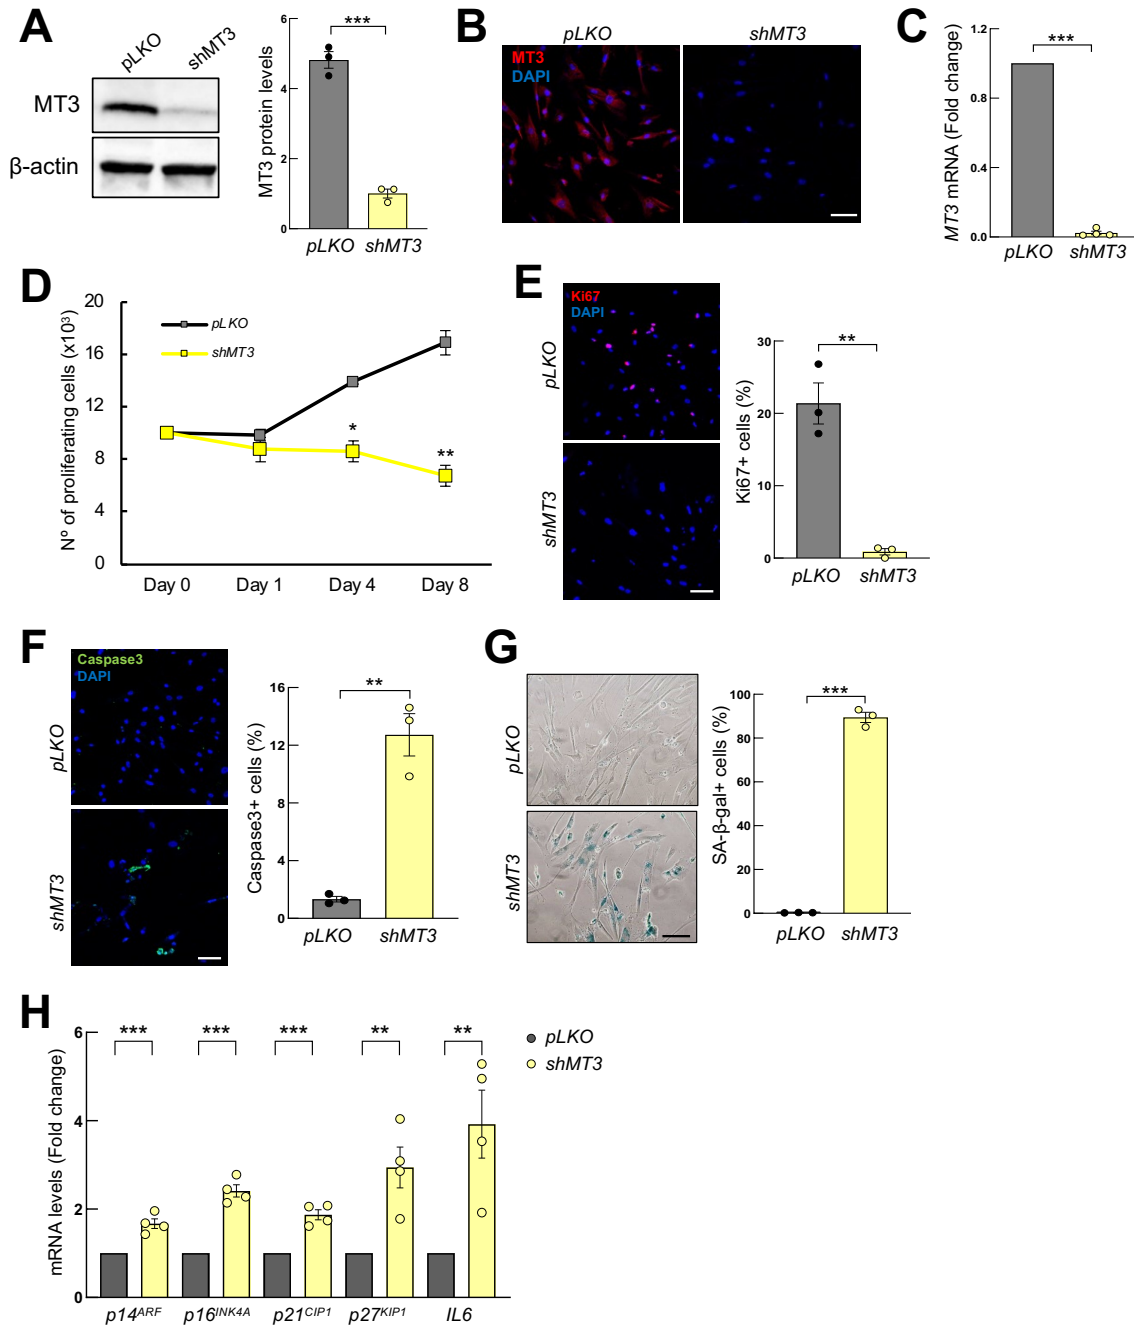 A
pLKO
shMT3
MT3
β-actin
MT3 protein levels
6
4
2
0
***
pLKO
shMT3
B
pLKO
shMT3
MT3
DAPI
C
MT3 mRNA (Fold change)
1.2
0.8
0.4
0.0
***
pLKO
shMT3
D
Nº of proliferating cells (x10³)
20
16
12
8
4
0
pLKO
shMT3
*
**
Day 0
Day 1
Day 4
Day 8
E
pLKO
shMT3
Ki67
DAPI
Ki67+ cells (%)
30
20
10
0
**
pLKO
shMT3
F
pLKO
shMT3
Caspase3
DAPI
Caspase3+ cells (%)
16
12
8
4
0
**
pLKO
shMT3
G
pLKO
shMT3
SA-β-gal+ cells (%)
100
80
60
40
20
0
***
pLKO
shMT3
H
mRNA levels (Fold change)
6
4
2
0
***
***
***
**
**
pLKO
shMT3
p14ᴬᴿᶠ
p16ᴵᴺᴷ⁴ᴬ
p21ᶜᴵᴾ¹
p27ᴷᴵᴾ¹
IL6